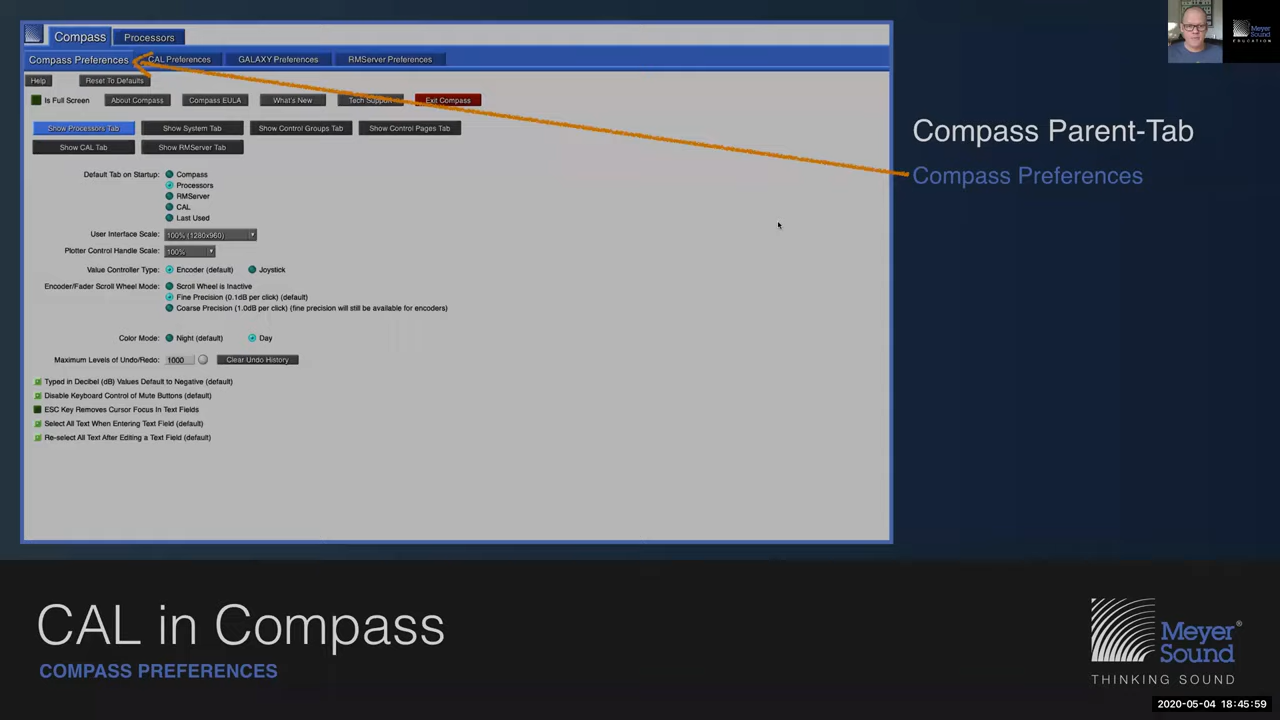 Compass Processors
Compass Preferences CAL Preferences GALAXY Preferences RMServer Preferences
Help Reset To Defaults
Is Full Screen About Compass Compass EULA What's New Tech Support Exit Compass
Show Processors Tab Show System Tab Show Control Groups Tab Show Control Pages Tab
Show CAL Tab Show RMServer Tab
Default Tab on Startup: Compass
Processors
RMServer
CAL
Last Used
User Interface Scale: 100% (1280x960)
Plotter Control Handle Scale: 100%
Value Controller Type: Encoder (default) Joystick
Encoder/Fader Scroll Wheel Mode: Scroll Wheel is Inactive
Fine Precision (0.1dB per click) (default)
Coarse Precision (1.0dB per click) (fine precision will still be available for encoders)
Color Mode: Night (default) Day
Maximum Levels of Undo/Redo: 1000 Clear Undo History
Typed in Decibel (dB) Values Default to Negative (default)
Disable Keyboard Control of Mute Buttons (default)
ESC Key Removes Cursor Focus In Text Fields
Select All Text When Entering Text Field (default)
Re-select All Text After Editing a Text Field (default)
Meyer Sound
EDUCATION
Compass Parent-Tab
Compass Preferences
CAL in Compass
COMPASS PREFERENCES
Meyer
Sound®
THINKING SOUND
2020-05-04 18:45:59